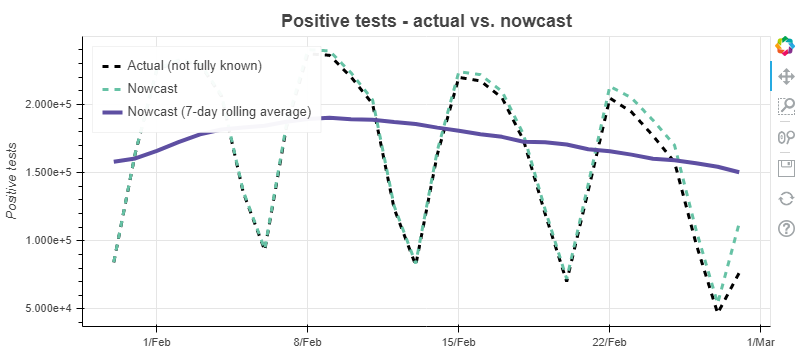 Positive tests - actual vs. nowcast
Actual (not fully known)
Nowcast
Nowcast (7-day rolling average)
Positive tests
2.000e+5
1.500e+5
1.000e+5
5.000e+4
1/Feb
8/Feb
15/Feb
22/Feb
1/Mar